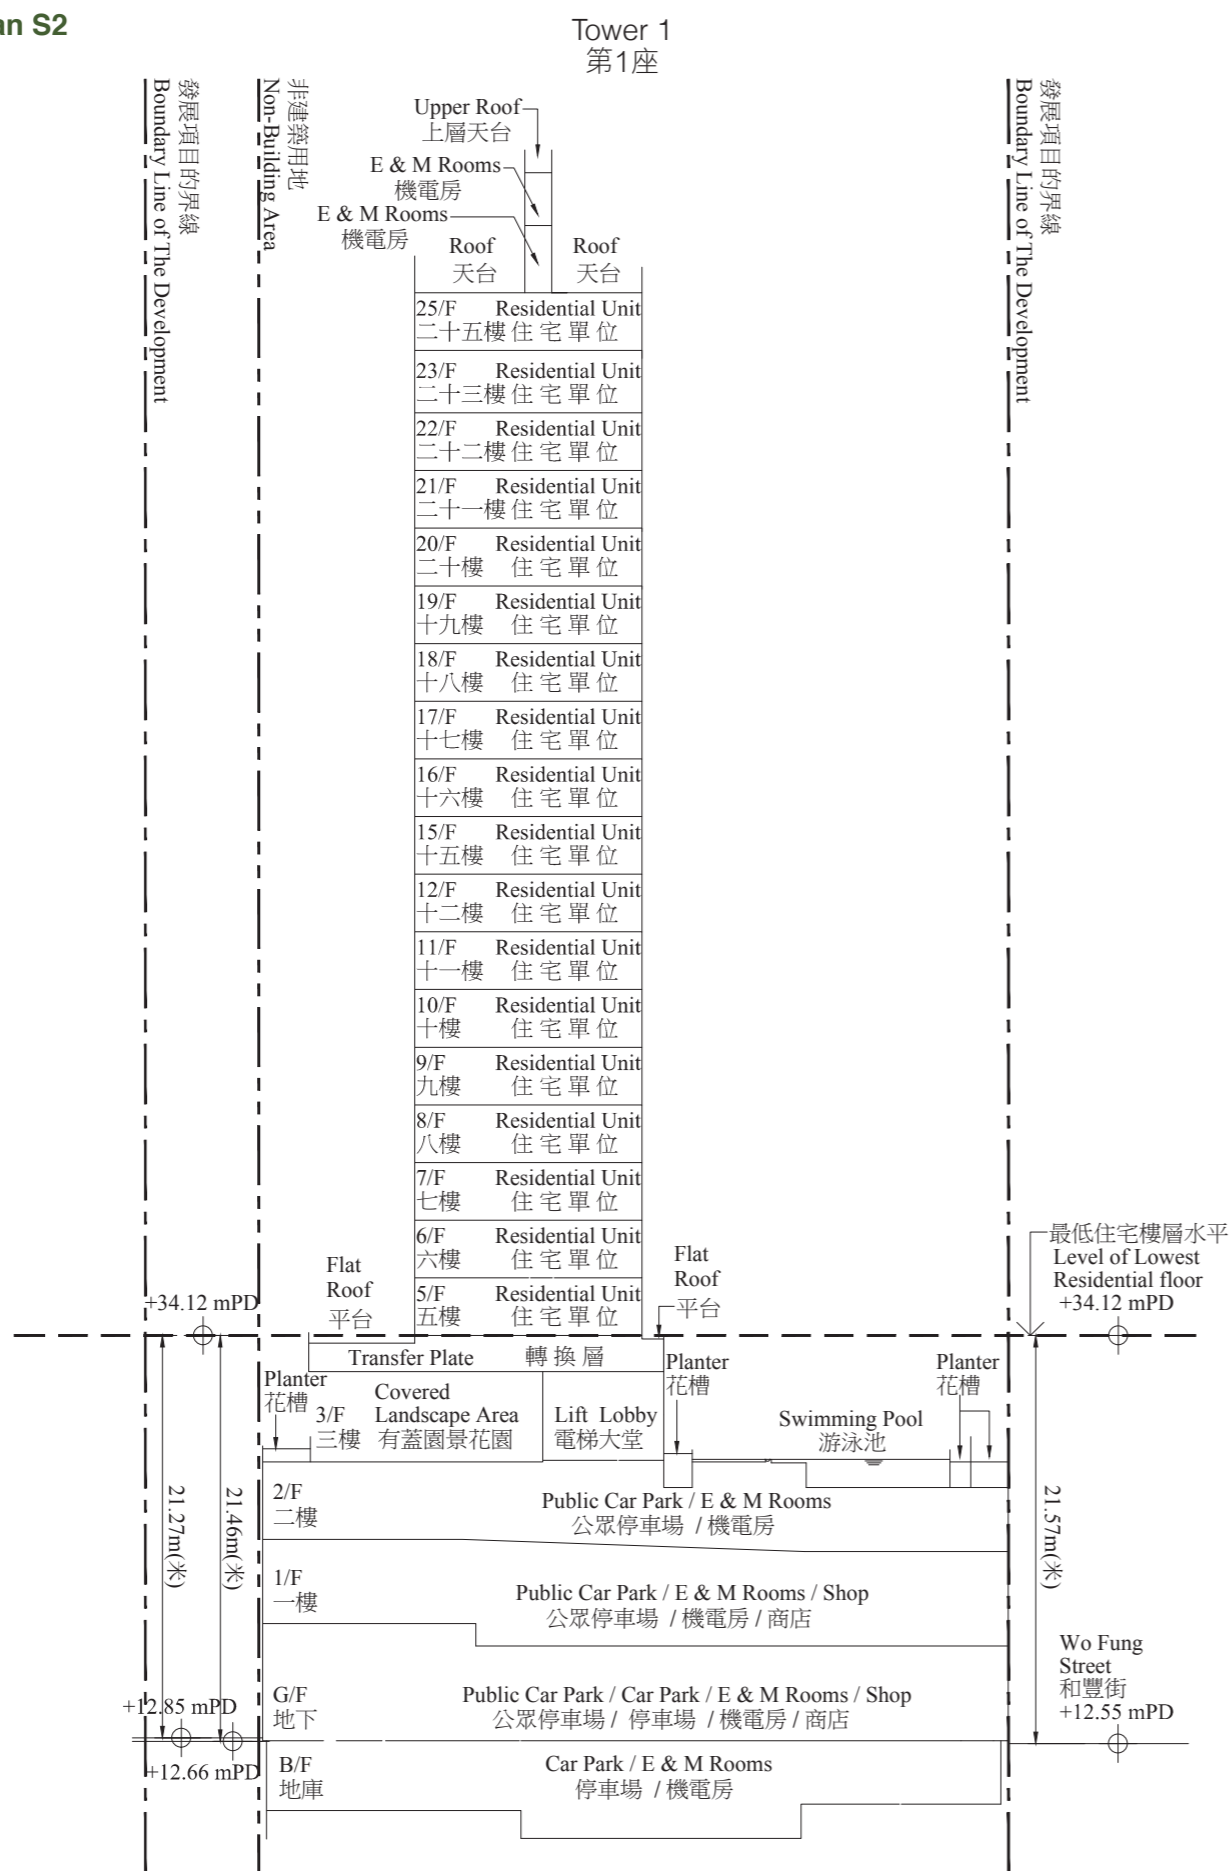 an S2
Tower 1
第1座
發展項目的界線
Boundary Line of The Development
非建築用地
Non-Building Area
發展項目的界線
Boundary Line of The Development
Upper Roof
上層天台
E & M Rooms
機電房
E & M Rooms
機電房
Roof
天台
Roof
天台
25/F Residential Unit
二十五樓 住宅單位
23/F Residential Unit
二十三樓 住宅單位
22/F Residential Unit
二十二樓 住宅單位
21/F Residential Unit
二十一樓 住宅單位
20/F Residential Unit
二十樓 住宅單位
19/F Residential Unit
十九樓 住宅單位
18/F Residential Unit
十八樓 住宅單位
17/F Residential Unit
十七樓 住宅單位
16/F Residential Unit
十六樓 住宅單位
15/F Residential Unit
十五樓 住宅單位
12/F Residential Unit
十二樓 住宅單位
11/F Residential Unit
十一樓 住宅單位
10/F Residential Unit
十樓 住宅單位
9/F Residential Unit
九樓 住宅單位
8/F Residential Unit
八樓 住宅單位
7/F Residential Unit
七樓 住宅單位
6/F Residential Unit
六樓 住宅單位
5/F Residential Unit
五樓 住宅單位
Flat
Roof
平台
Flat
Roof
平台
最低住宅樓層水平
Level of Lowest
Residential floor
+34.12 mPD
+34.12 mPD
Transfer Plate 轉換層
Planter
花槽
3/F
三樓
Covered
Landscape Area
有蓋園景花園
Lift Lobby
電梯大堂
Planter
花槽
Swimming Pool
游泳池
Planter
花槽
21.27m(米)
21.46m(米)
21.57m(米)
2/F
二樓
Public Car Park / E & M Rooms
公眾停車場 / 機電房
1/F
一樓
Public Car Park / E & M Rooms / Shop
公眾停車場 / 機電房 / 商店
G/F
地下
Public Car Park / Car Park / E & M Rooms / Shop
公眾停車場 / 停車場 / 機電房 / 商店
Wo Fung
Street
和豐街
+12.55 mPD
+12.85 mPD
+12.66 mPD
B/F
地庫
Car Park / E & M Rooms
停車場 / 機電房